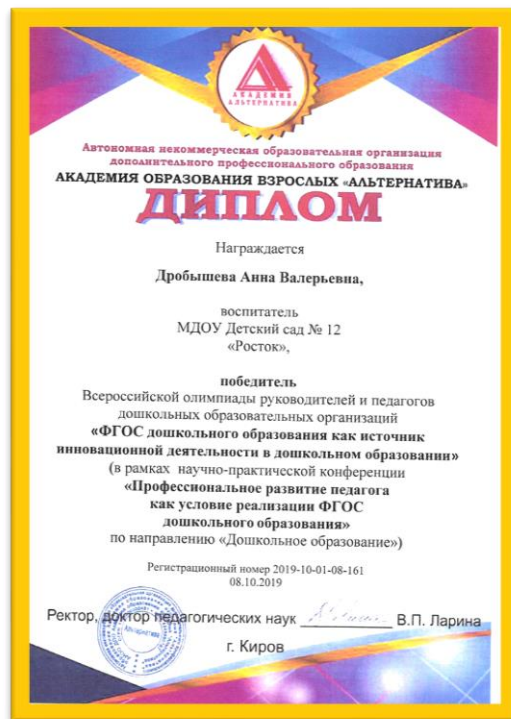 АКАДЕМИЯ
АЛЬТЕРНАТИВА
Автономная некоммерческая образовательная организация
дополнительного профессионального образования
АКАДЕМИЯ ОБРАЗОВАНИЯ ВЗРОСЛЫХ «АЛЬТЕРНАТИВА»
ДИПЛОМ
Награждается
Дробышева Анна Валерьевна,
воспитатель
МДОУ Детский сад № 12
«Росток»,
победитель
Всероссийской олимпиады руководителей и педагогов
дошкольных образовательных организаций
«ФГОС дошкольного образования как источник
инновационной деятельности в дошкольном образовании»
(в рамках научно-практической конференции
«Профессиональное развитие педагога
как условие реализации ФГОС
дошкольного образования»
по направлению «Дошкольное образование»)
Регистрационный номер 2019-10-01-08-161
08.10.2019
Ректор, доктор педагогических наук В.П. Ларина
г. Киров